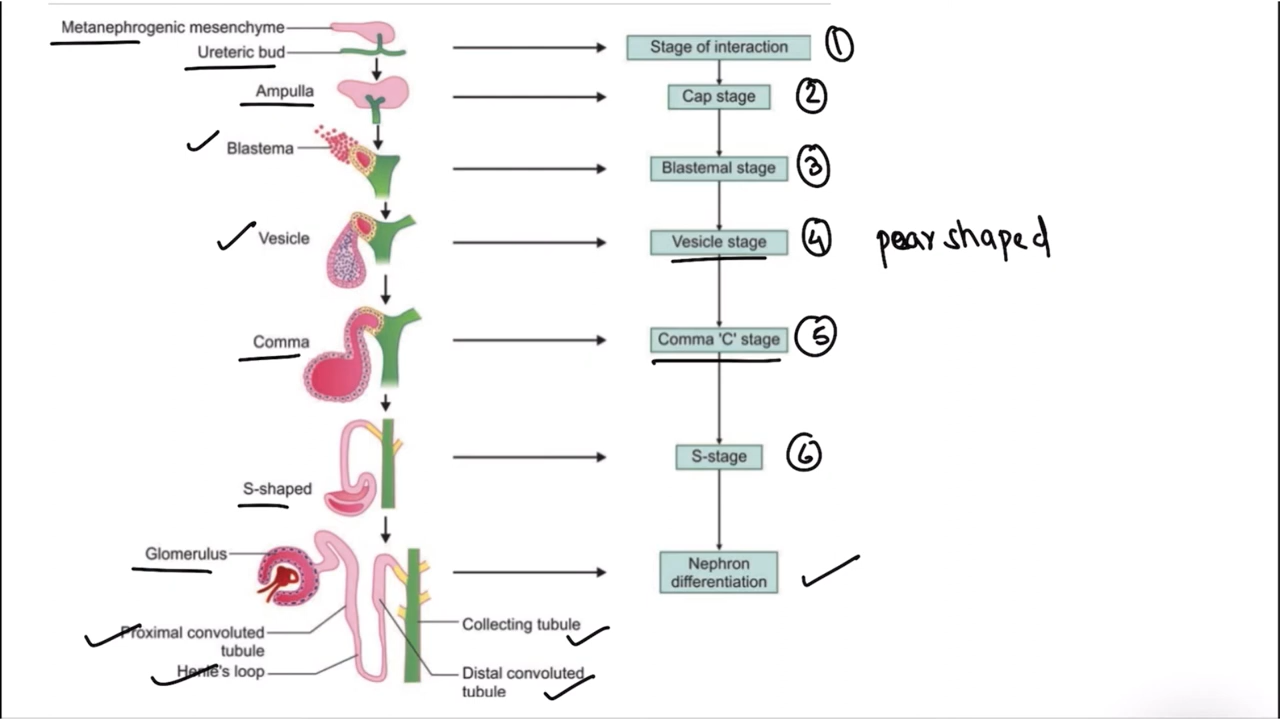 Metanephrogenic mesenchyme
Ureteric bud
Stage of interaction
1
Ampulla
Cap stage
2
Blastema
Blastemal stage
3
Vesicle
Vesicle stage
4
pear shaped
Comma
Comma 'C' stage
5
S-stage
6
S-shaped
Glomerulus
Nephron
differentiation
Proximal convoluted
tubule
Henle's loop
Collecting tubule
Distal convoluted
tubule